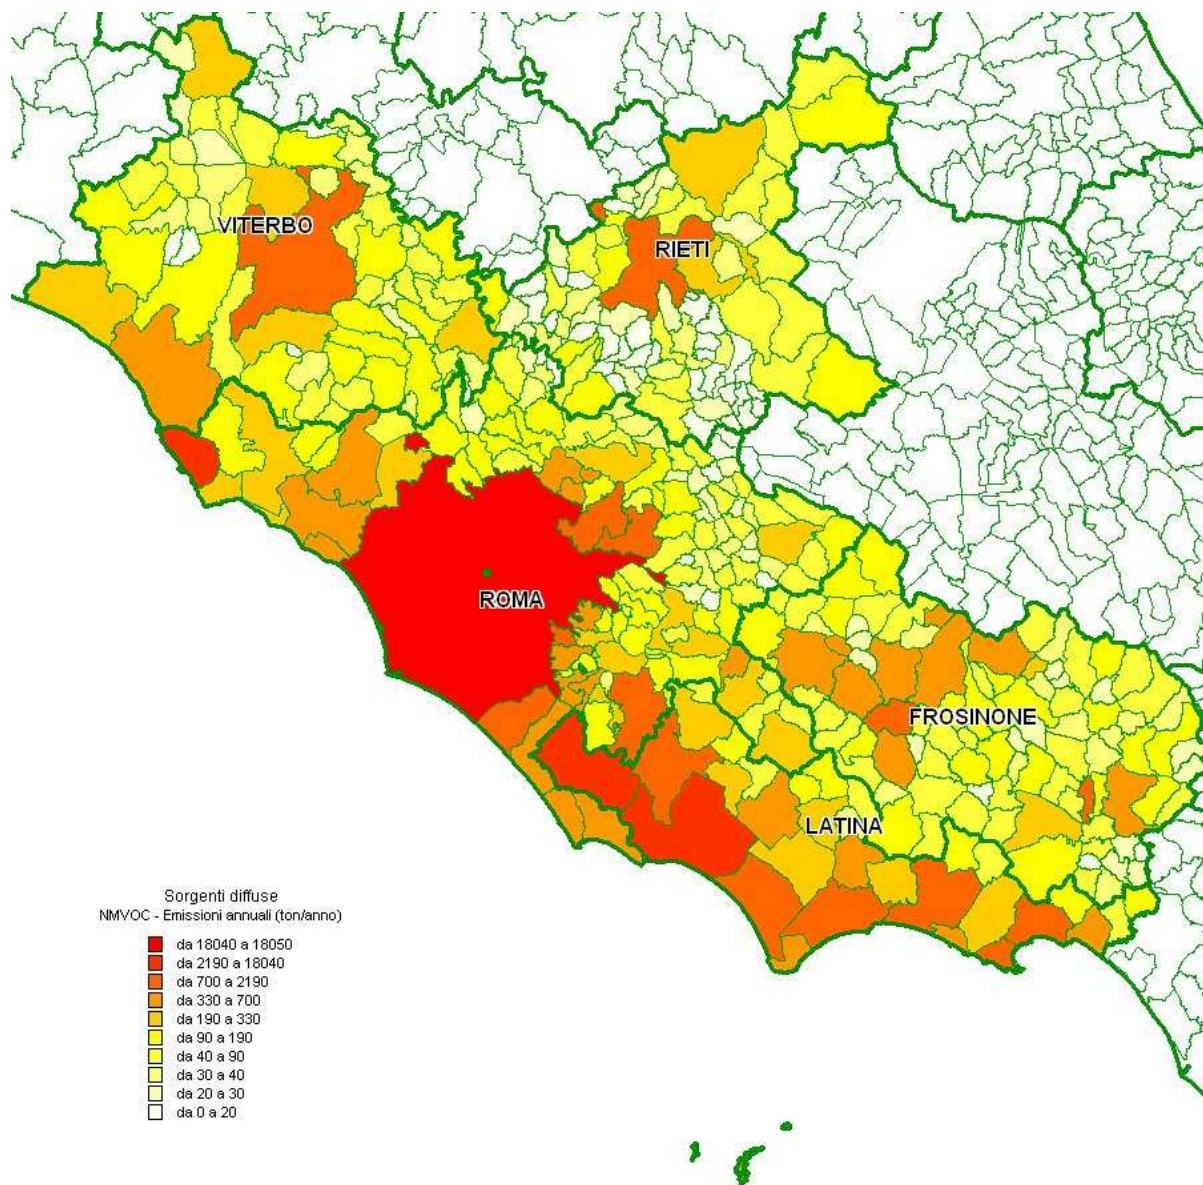 VITERBO
RIETI
ROMA
FROSINONE
LATINA
Sorgenti diffuse
NMVOC - Emissioni annuali (ton/anno)
da 18040 a 18050
da 2190 a 18040
da 700 a 2190
da 330 a 700
da 190 a 330
da 90 a 190
da 40 a 90
da 30 a 40
da 20 a 30
da 0 a 20